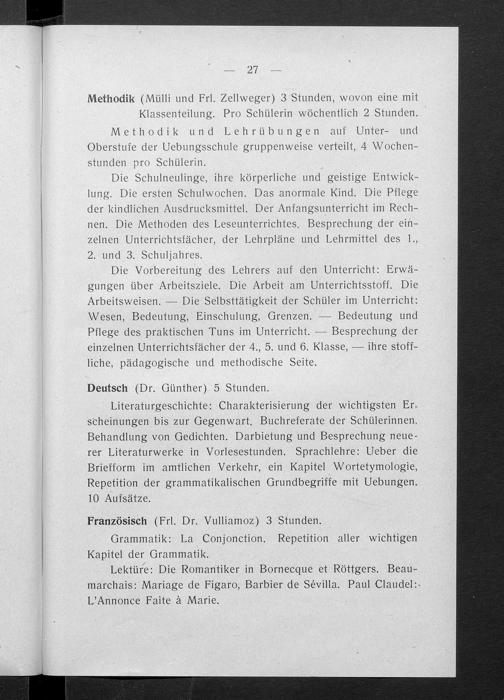 — 27 —
Methodik (Mülli und Frl. Zellweger) 3 Stunden, wovon eine mit
Klassenteilung. Pro Schülerin wöchentlich 2 Stunden.
Methodik und Lehrübungen auf Unter- und
Oberstufe der Uebungsschule gruppenweise verteilt, 4 Wochen-
stunden pro Schülerin.
Die Schulneulinge, ihre körperliche und geistige Entwick-
lung. Die ersten Schulwochen. Das anormale Kind. Die Pflege
der kindlichen Ausdrucksmittel. Der Anfangsunterricht im Rech-
nen. Die Methoden des Leseunterrichtes. Besprechung der ein-
zelnen Unterrichtsfächer, der Lehrpläne und Lehrmittel des 1.,
2. und 3. Schuljahres.
Die Vorbereitung des Lehrers auf den Unterricht: Erwä-
gungen über Arbeitsziele. Die Arbeit am Unterrichtsstoff. Die
Arbeitsweisen. — Die Selbsttätigkeit der Schüler im Unterricht:
Wesen, Bedeutung, Einschulung, Grenzen. — Bedeutung und
Pflege des praktischen Tuns im Unterricht. — Besprechung der
einzelnen Unterrichtsfächer der 4., 5. und 6. Klasse, — ihre stoff-
liche, pädagogische und methodische Seite.
Deutsch (Dr. Günther) 5 Stunden.
Literaturgeschichte: Charakterisierung der wichtigsten Er-
scheinungen bis zur Gegenwart. Buchreferate der Schülerinnen.
Behandlung von Gedichten. Darbietung und Besprechung neue-
rer Literaturwerke in Vorlesestunden. Sprachlehre: Ueber die
Briefform im amtlichen Verkehr, ein Kapitel Wortetymologie,
Repetition der grammatikalischen Grundbegriffe mit Uebungen.
10 Aufsätze.
Französisch (Frl. Dr. Vulliamoz) 3 Stunden.
Grammatik: La Conjonction. Repetition aller wichtigen
Kapitel der Grammatik.
Lektüre: Die Romantiker in Bornecque et Röttgers. Beau-
marchais: Mariage de Figaro, Barbier de Sévilla. Paul Claudel:
L'Annonce Faite à Marie.